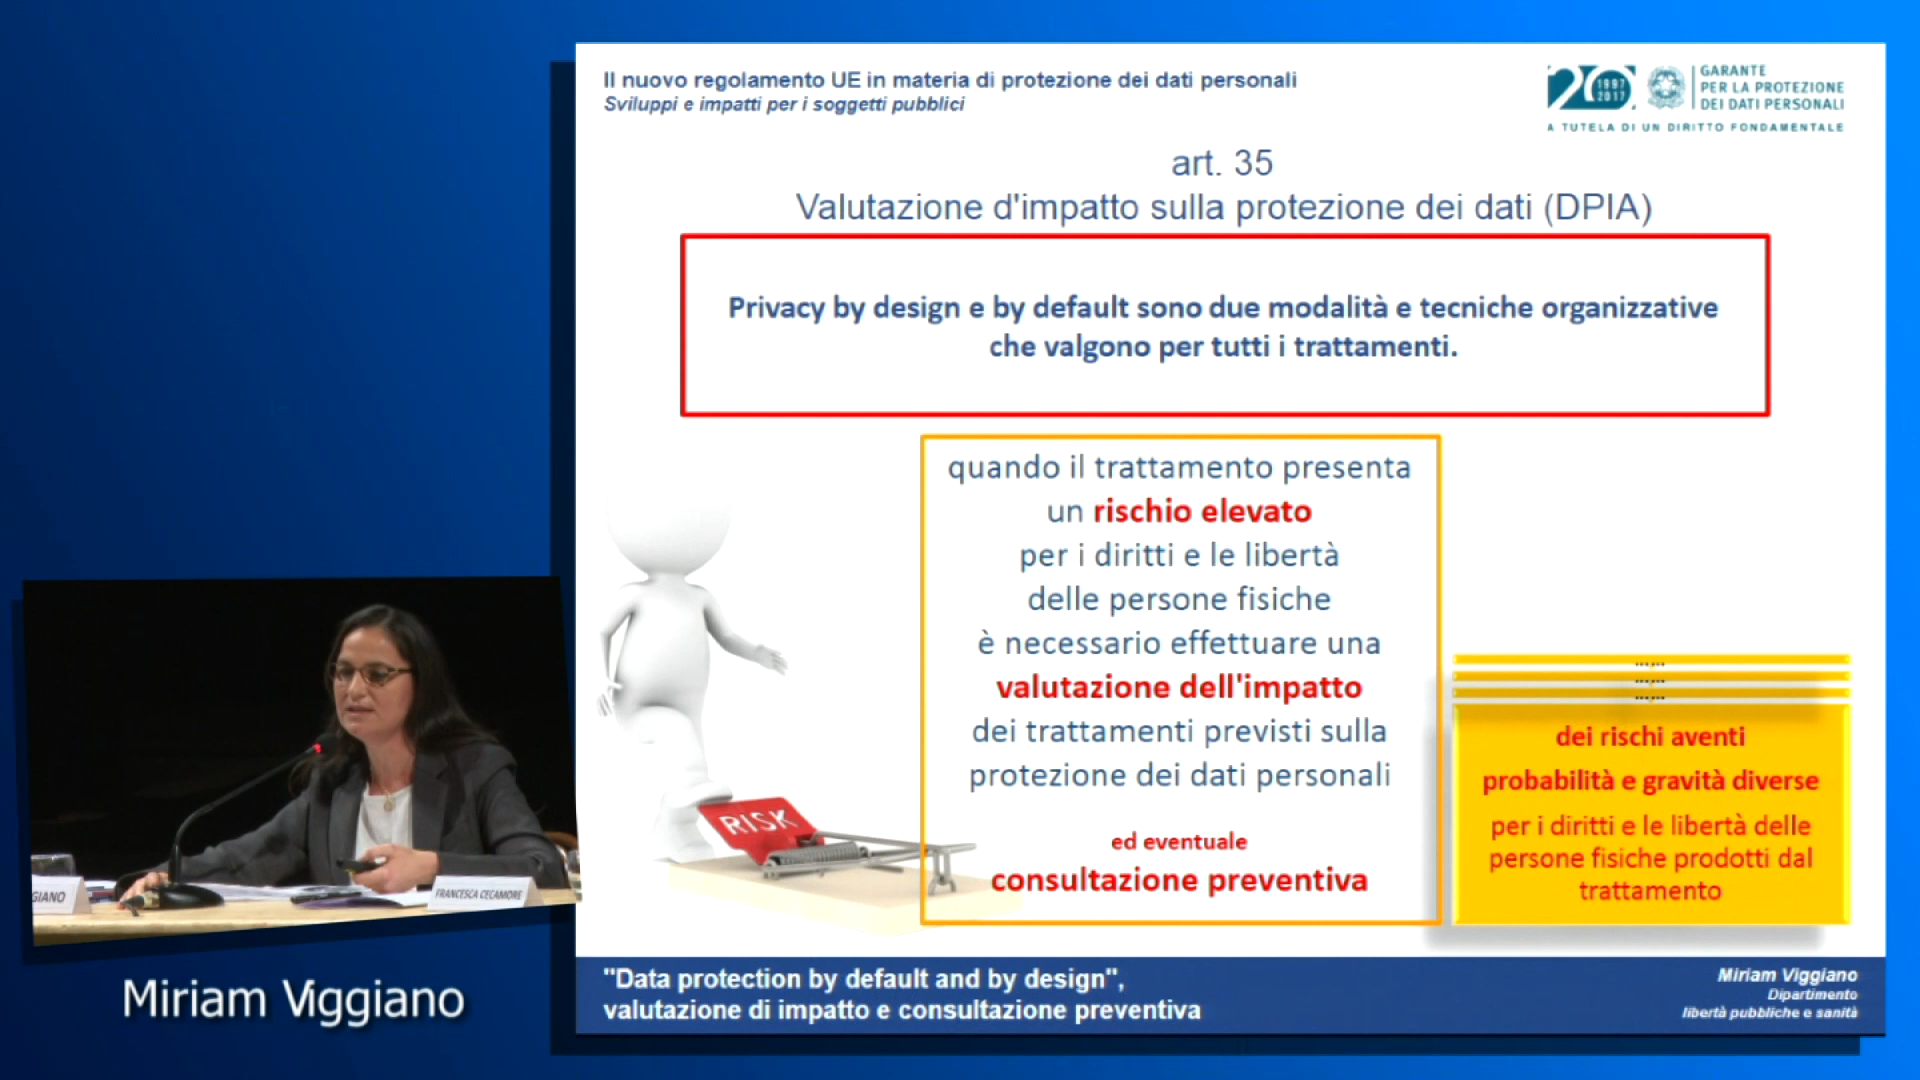 Il nuovo regolamento UE in materia di protezione dei dati personali
Sviluppi e impatti per i soggetti pubblici
20
1997
2017
GARANTE
PER LA PROTEZIONE
DEI DATI PERSONALI
A TUTELA DI UN DIRITTO FONDAMENTALE
art. 35
Valutazione d'impatto sulla protezione dei dati (DPIA)
Privacy by design e by default sono due modalità e tecniche organizzative
che valgono per tutti i trattamenti.
quando il trattamento presenta
un rischio elevato
per i diritti e le libertà
delle persone fisiche
è necessario effettuare una
valutazione dell'impatto
dei trattamenti previsti sulla
protezione dei dati personali
ed eventuale
consultazione preventiva
RISK
dei rischi aventi
probabilità e gravità diverse
per i diritti e le libertà delle
persone fisiche prodotti dal
trattamento
GIANO
FRANCESCA CECAMORE
Miriam Viggiano
"Data protection by default and by design",
valutazione di impatto e consultazione preventiva
Miriam Viggiano
Dipartimento
libertà pubbliche e sanità